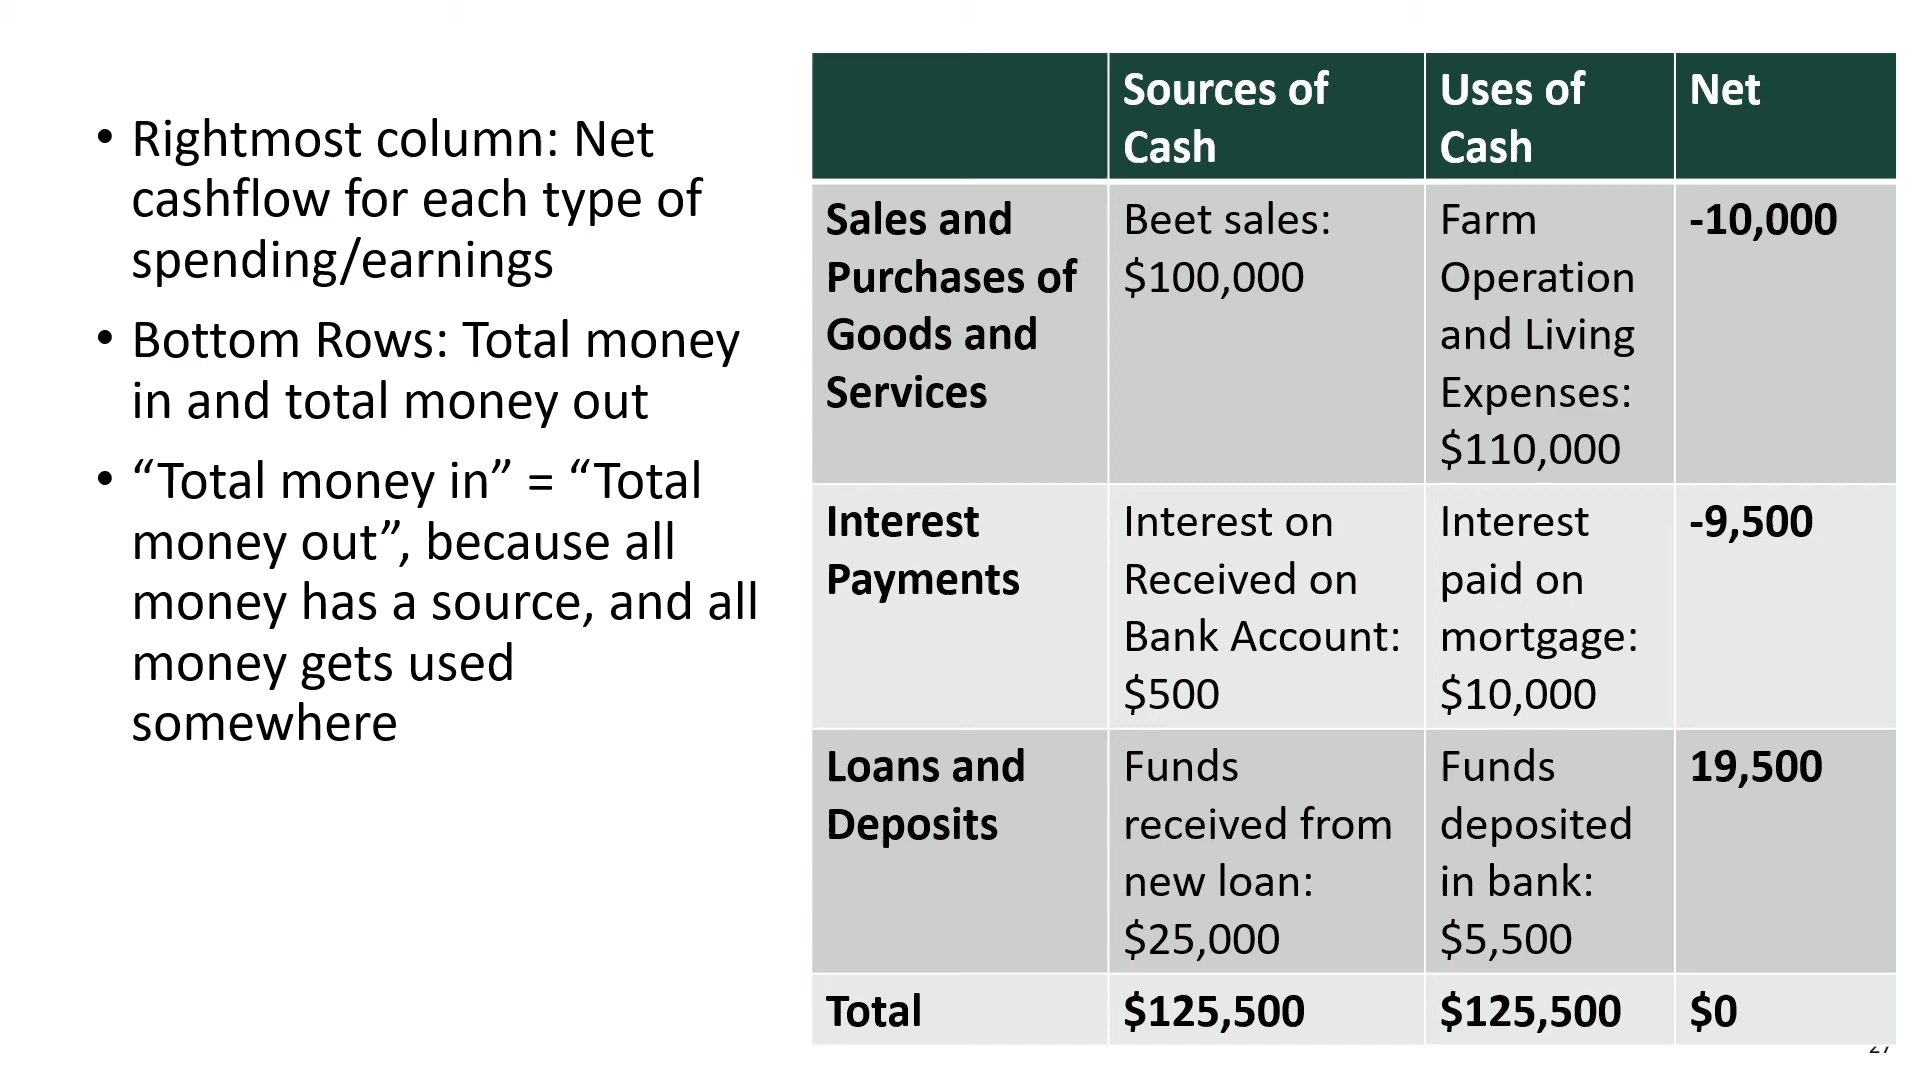 • Rightmost column: Net
cashflow for each type of
spending/earnings
• Bottom Rows: Total money
in and total money out
• “Total money in” = “Total
money out”, because all
money has a source, and all
money gets used
somewhere
Sources of
Cash
Uses of
Cash
Net
Sales and
Purchases of
Goods and
Services
Beet sales:
$100,000
Farm
Operation
and Living
Expenses:
$110,000
-10,000
Interest
Payments
Interest on
Received on
Bank Account:
$500
Interest
paid on
mortgage:
$10,000
-9,500
Loans and
Deposits
Funds
received from
new loan:
$25,000
Funds
deposited
in bank:
$5,500
19,500
Total
$125,500
$125,500
$0
27